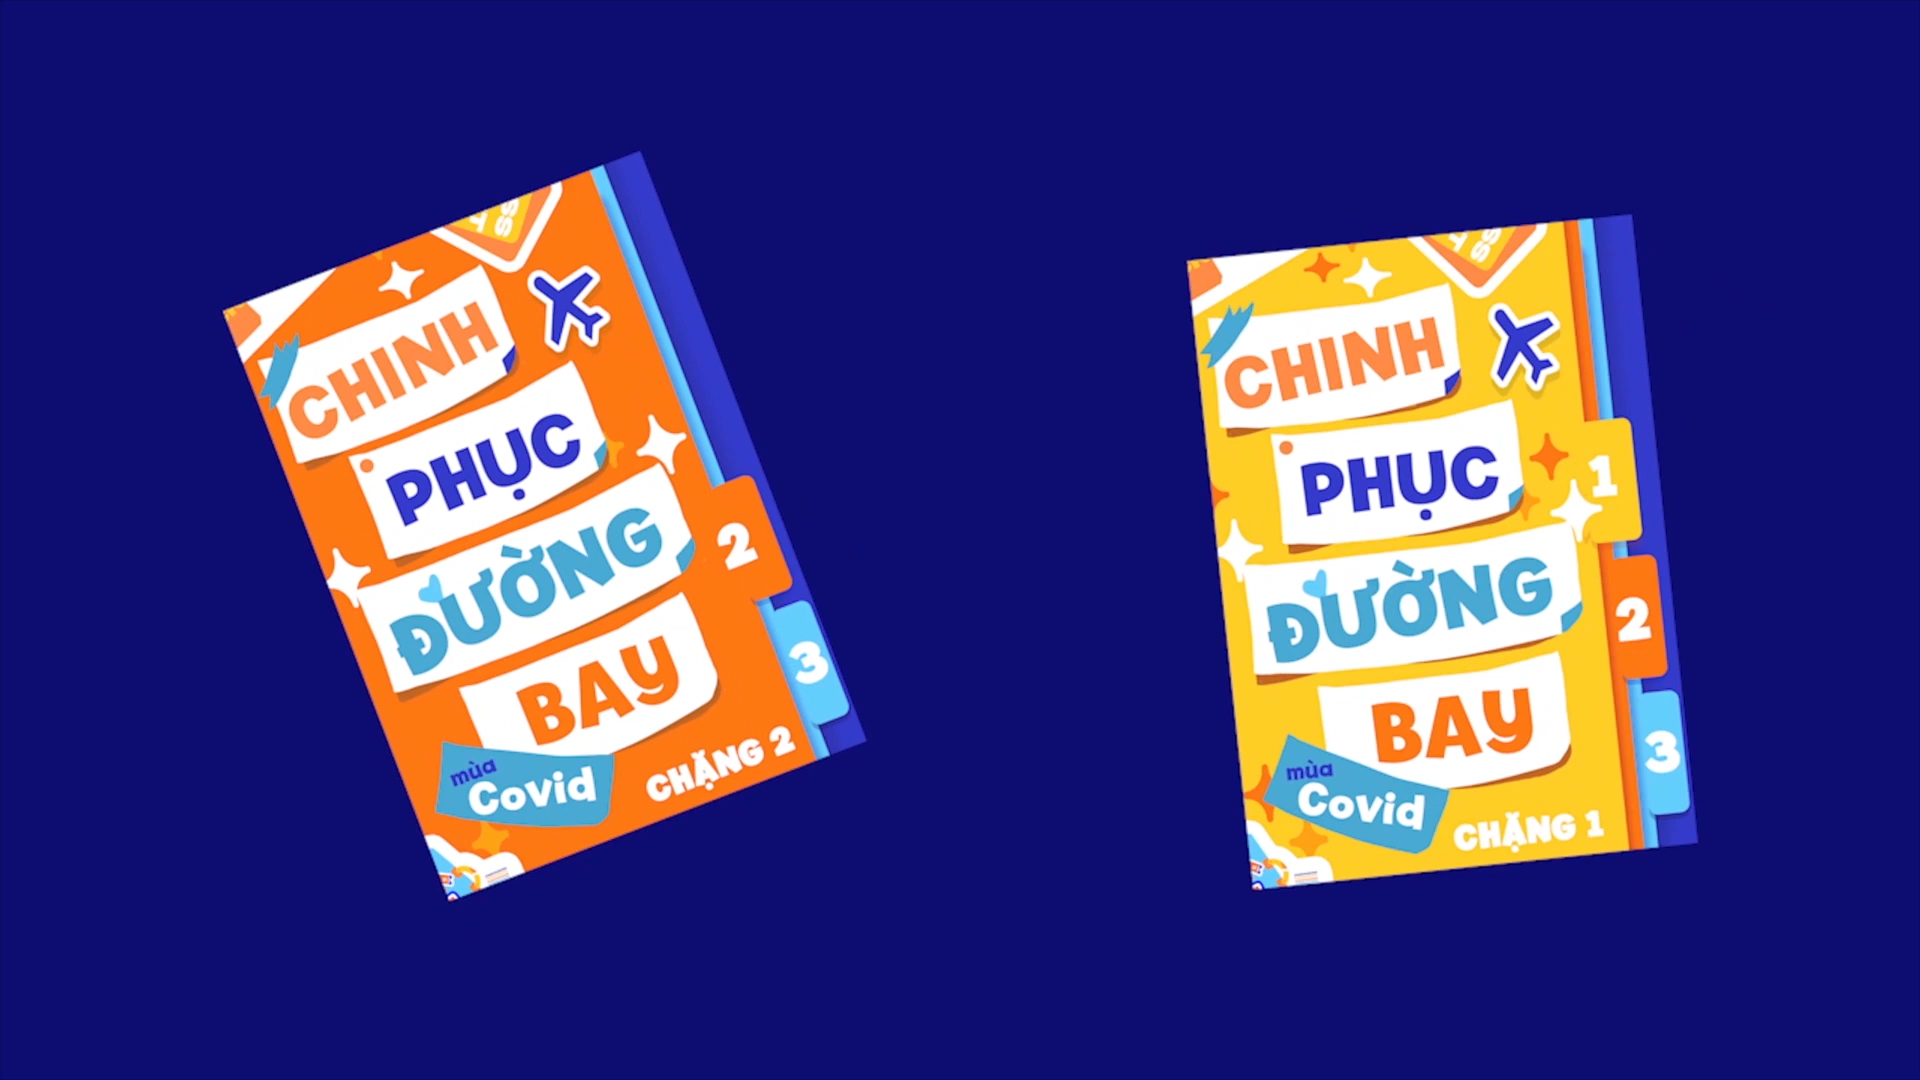 CHINH
PHỤC
ĐƯỜNG
BAY
mùa
Covid
CHẶNG 2
2
3
CHINH
PHỤC
ĐƯỜNG
BAY
mùa
Covid
CHẶNG 1
1
2
3